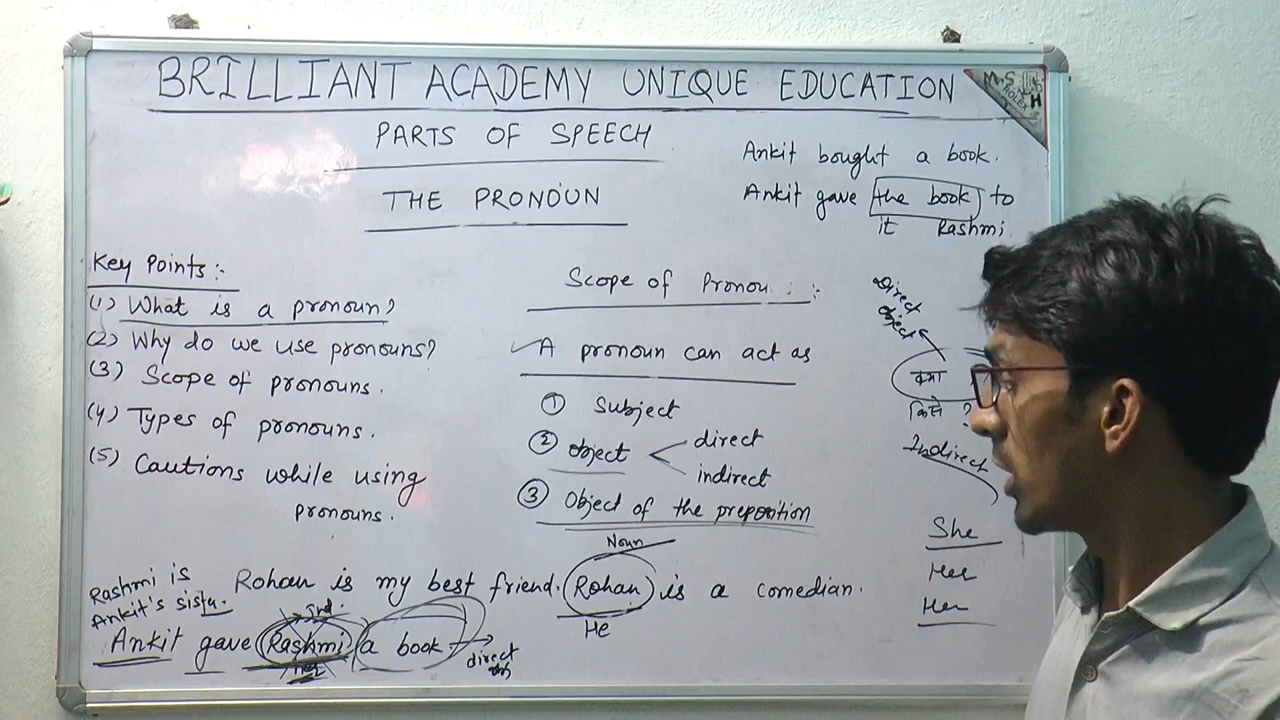 BRILLIANT ACADEMY UNIQUE EDUCATION
PARTS OF SPEECH
THE PRONOUN
Ankit bought a book.
Ankit gave the book to
it Rashmi.
Key Points:-
(1) What is a pronoun?
(2) Why do we use pronouns?
(3) Scope of pronouns.
(4) Types of pronouns.
(5) Cautions while using
pronouns.
Scope of Pronou :-
A pronoun can act as
① Subject
② object
direct
indirect
③ Object of the preposition
Direct
object
क्या
किसे ?
Indirect
She
Her
Her
Noun
Rohan is my best friend. Rohan is a comedian.
He
Rashmi is
Ankit's sister.
Ind.
Ankit gave Rashmi a book
her
direct
M.S
ROLEX